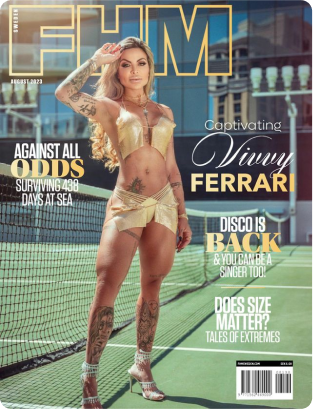 SWEDEN
FHM
AUGUST 2023
Captivating
Vivvy
FERRARI
AGAINST ALL
ODDS
SURVIVING 438
DAYS AT SEA
DISCO IS
BACK
& YOU CAN BE A
SINGER TOO!
DOES SIZE
MATTER?
TALES OF EXTREMES